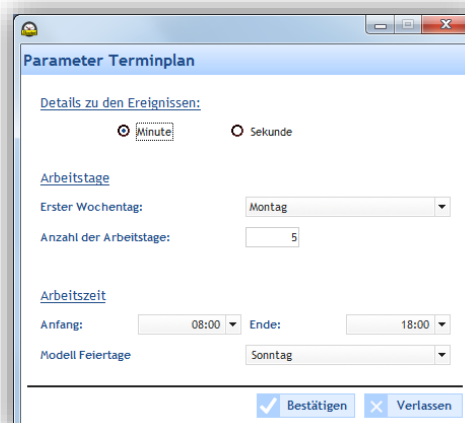 Parameter Terminplan
Details zu den Ereignissen:
Minute Sekunde
Arbeitstage
Erster Wochentag: Montag
Anzahl der Arbeitstage: 5
Arbeitszeit
Anfang: 08:00 Ende: 18:00
Modell Feiertage Sonntag
Bestätigen Verlassen